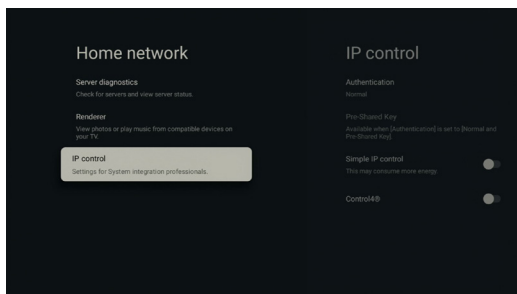 Home network
Server diagnostics
Check for servers and view server status.
Renderer
View photos or play music from compatible devices on
your TV.
IP control
Settings for System integration professionals.
IP control
Authentication
Normal
Pre-Shared Key
Available when [Authentication] is set to [Normal and
Pre-Shared Key]
Simple IP control
This may consume more energy.
Control4®